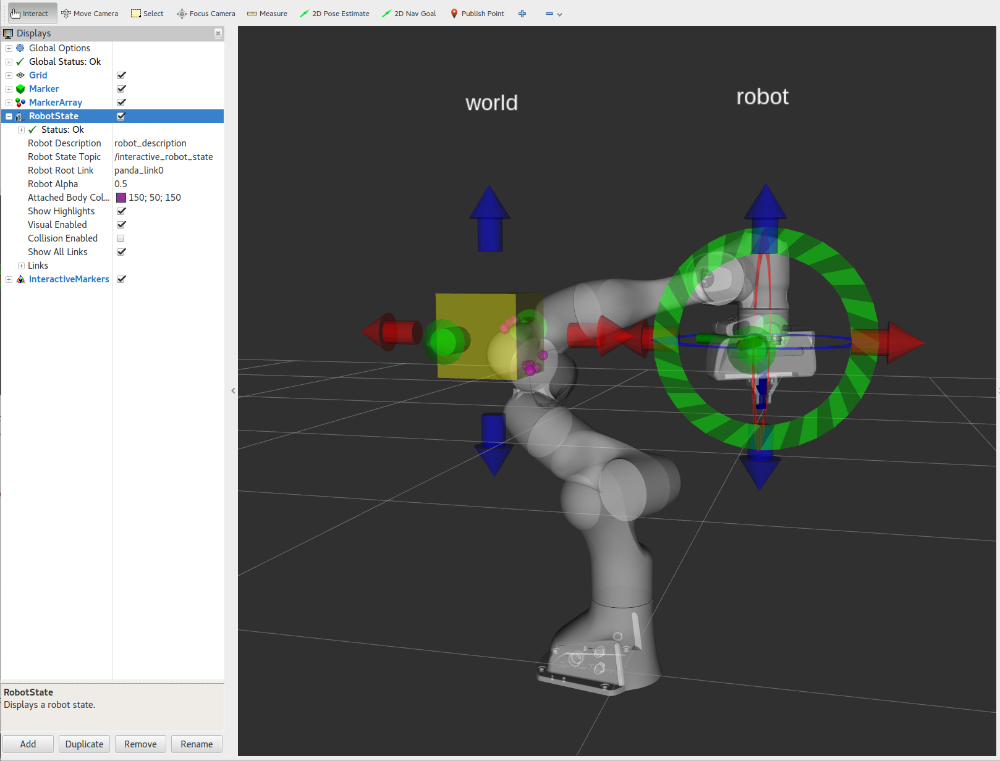 Interact Move Camera Select Focus Camera Measure 2D Pose Estimate 2D Nav Goal Publish Point
Displays
Global Options
Global Status: Ok
Grid
Marker
MarkerArray
RobotState
Status: Ok
Robot Description robot_description
Robot State Topic /interactive_robot_state
Robot Root Link panda_link0
Robot Alpha 0.5
Attached Body Col... 150; 50; 150
Show Highlights
Visual Enabled
Collision Enabled
Show All Links
Links
InteractiveMarkers
world
robot
RobotState
Displays a robot state.
Add Duplicate Remove Rename